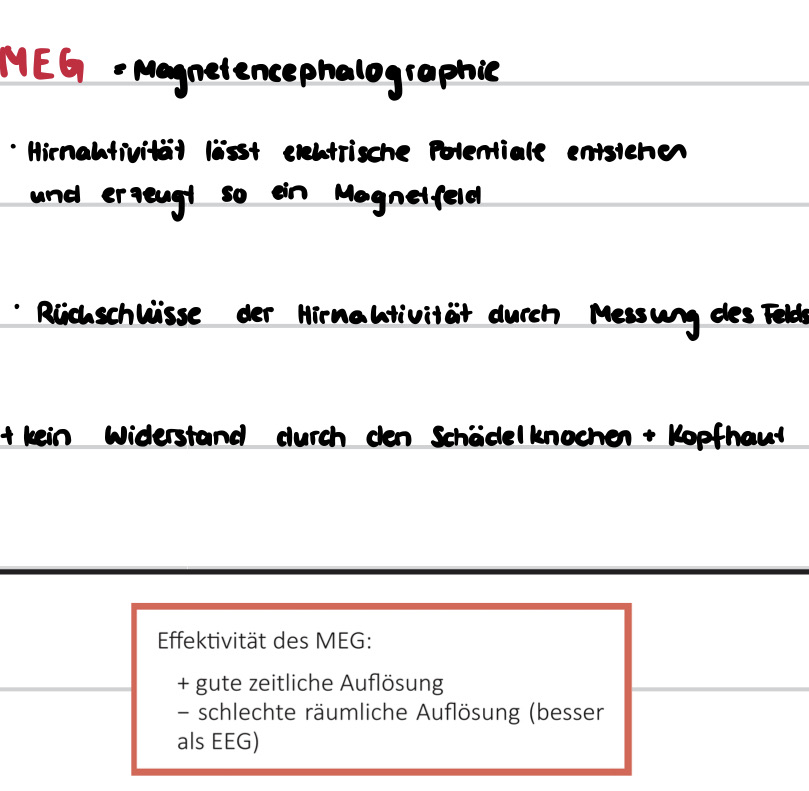 MEG = Magnetencephalographie
· Hirnaktivität lässt elektrische Potentiale entstehen
und erzeugt so ein Magnetfeld
· Rückschlüsse der Hirnaktivität durch Messung des Felds
+ kein Widerstand durch den Schädelknochen + Kopfhaut
Effektivität des MEG:
+ gute zeitliche Auflösung
– schlechte räumliche Auflösung (besser
als EEG)